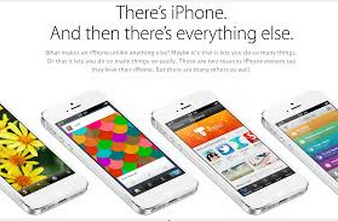 There's iPhone.
And then there's everything else.
What makes an iPhone unlike anything else? Maybe it's that it lets you do so many things.
Or that it lets you do so many things so easily. Those are two reasons iPhone owners say
they love their iPhone. But there are many others as well.